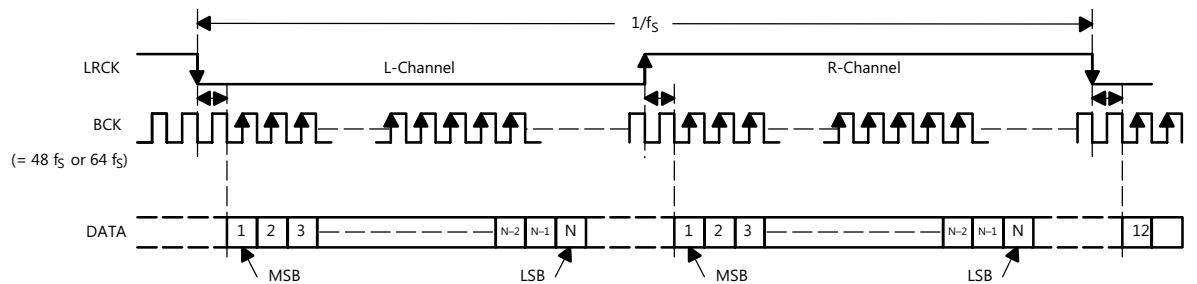 1/fS
LRCK
L-Channel
R-Channel
BCK
(= 48 fS or 64 fS)
DATA
1 2 3 N–2 N–1 N 1 2 3 N–2 N–1 N 12
MSB LSB MSB LSB